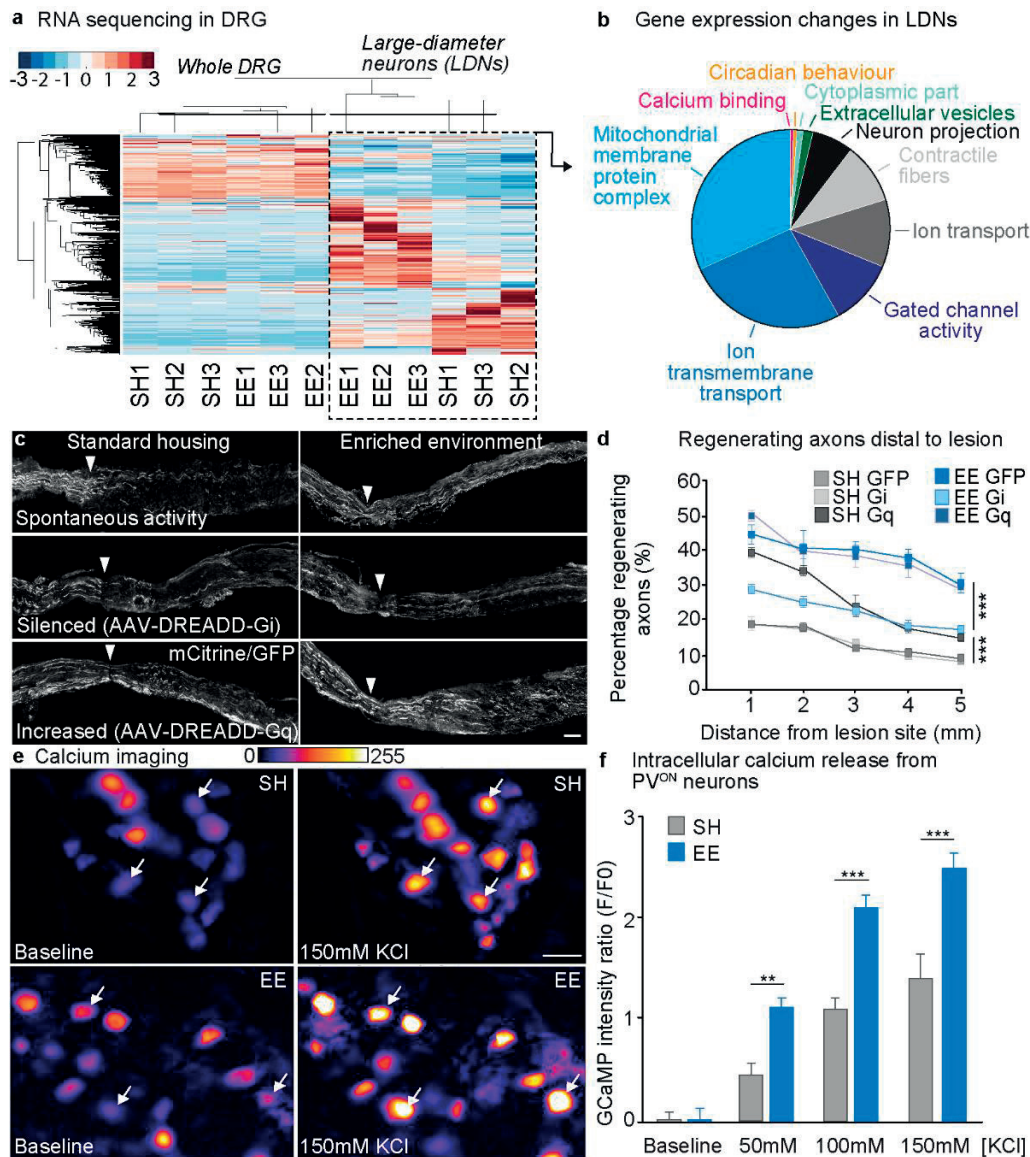 a RNA sequencing in DRG
-3 -2 -1 0 1 2 3
Whole DRG
Large-diameter
neurons (LDNs)
SH1 SH2 SH3 EE1 EE3 EE2 EE1 EE2 EE3 SH1 SH3 SH2
b Gene expression changes in LDNs
Circadian behaviour
Cytoplasmic part
Calcium binding
Extracellular vesicles
Neuron projection
Mitochondrial
membrane
protein
complex
Contractile
fibers
Ion transport
Gated channel
activity
Ion
transmembrane
transport
c Standard housing
Enriched environment
Spontaneous activity
Silenced (AAV-DREADD-Gi)
mCitrine/GFP
Increased (AAV-DREADD-Gq)
d Regenerating axons distal to lesion
SH GFP
SH Gi
SH Gq
EE GFP
EE Gi
EE Gq
Percentage regenerating
axons (%)
50
60
40
30
20
10
0
***
***
1 2 3 4 5
Distance from lesion site (mm)
e Calcium imaging
0 255
SH
Baseline
150mM KCl
EE
Baseline
150mM KCl
f Intracellular calcium release from
PVON neurons
SH
EE
GCaMP intensity ratio (F/F0)
3
2
1
0
**
***
***
Baseline 50mM 100mM 150mM [KCl]